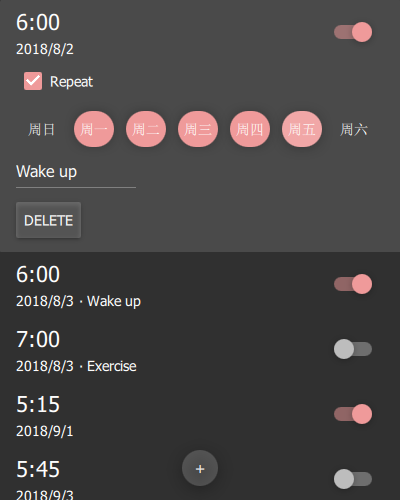 6:00
2018/8/2
Repeat
周日 周一 周二 周三 周四 周五 周六
Wake up
DELETE
6:00
2018/8/3 · Wake up
7:00
2018/8/3 · Exercise
5:15
2018/9/1
+
5:45
2018/9/3